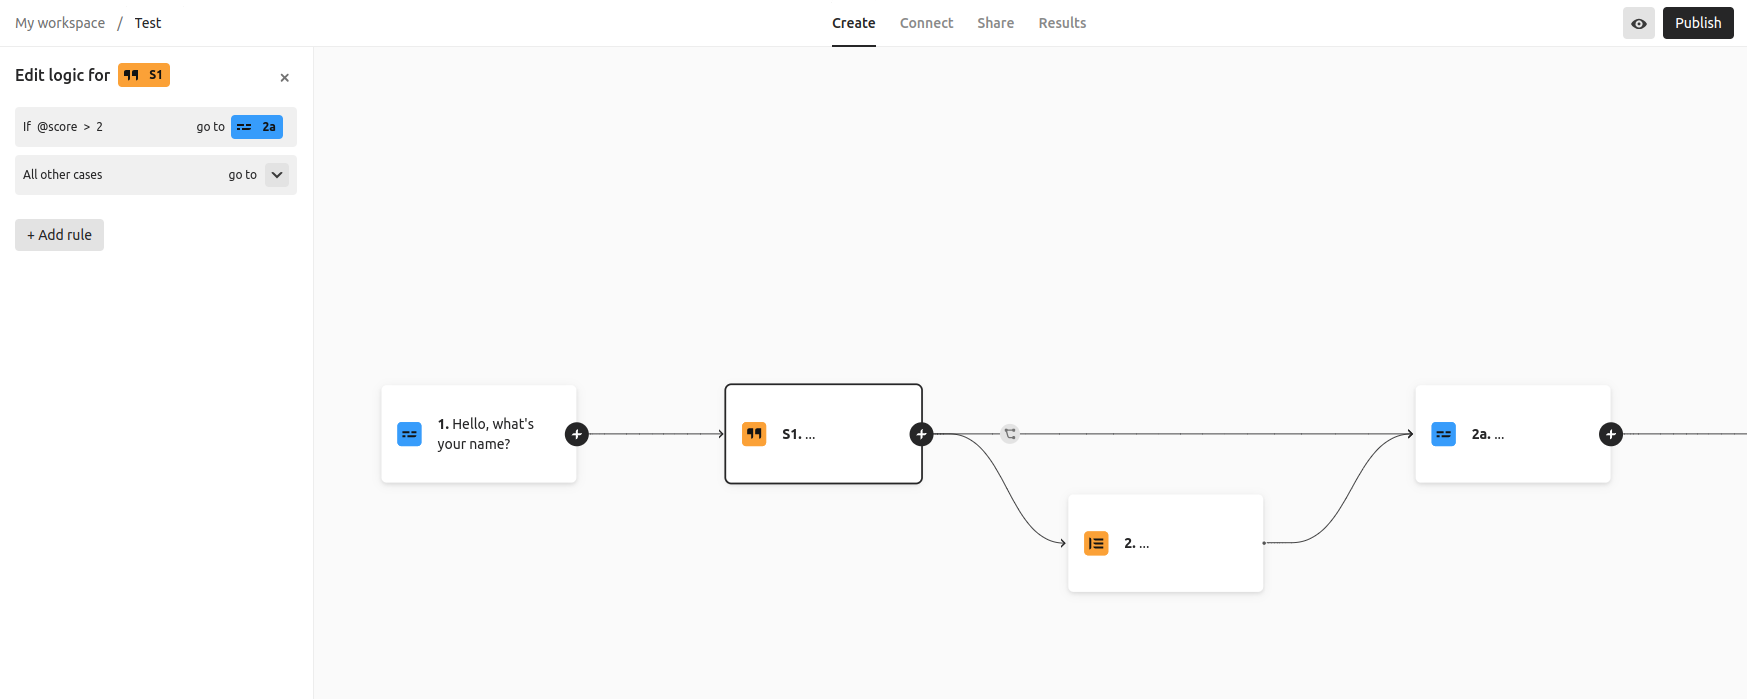 My workspace / Test
Create Connect Share Results
Publish
Edit logic for S1
If @score > 2 go to 2a
All other cases go to
+ Add rule
1. Hello, what's
your name?
S1. ...
2a. ...
2. ...